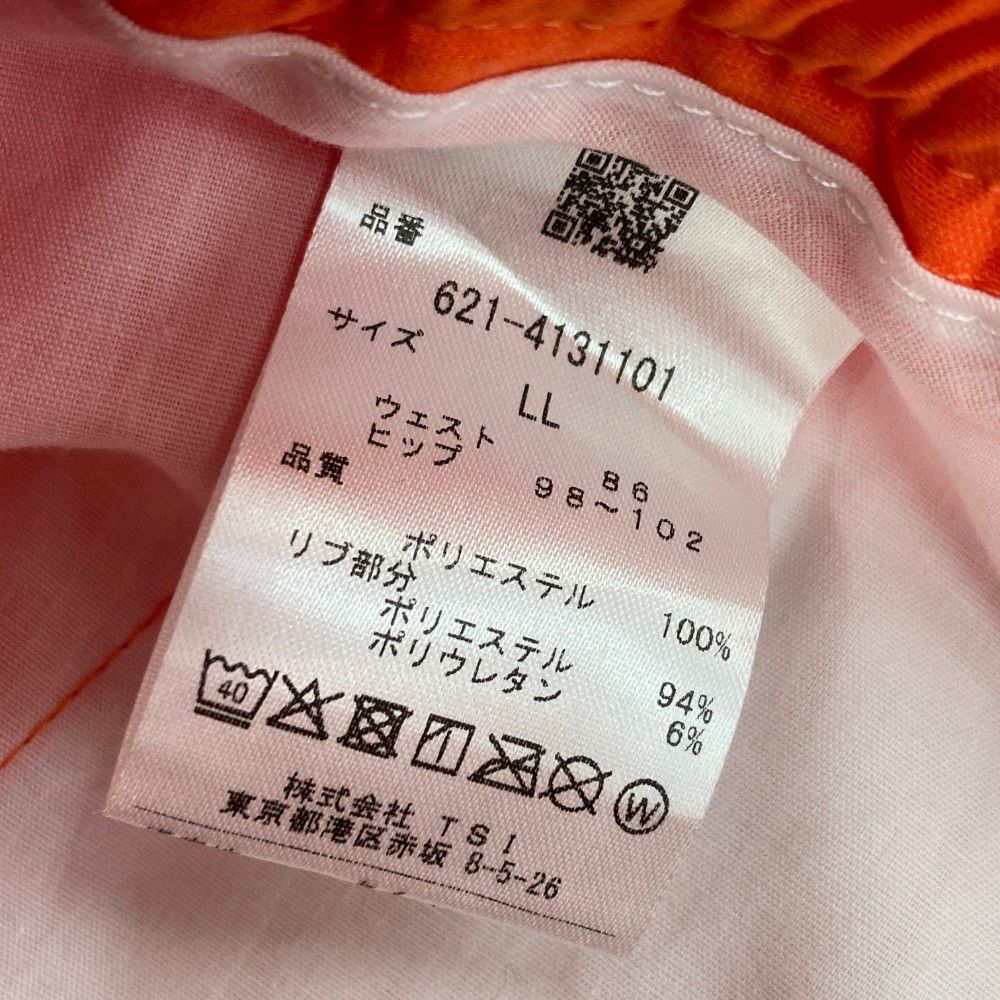 品番
621-4131101
サイズ
LL
ウェスト 86
ヒップ 98～102
品質
ポリエステル 100%
リブ部分
ポリエステル 94%
ポリウレタン 6%
40
W
株式会社 TSI
東京都港区赤坂 8-5-26